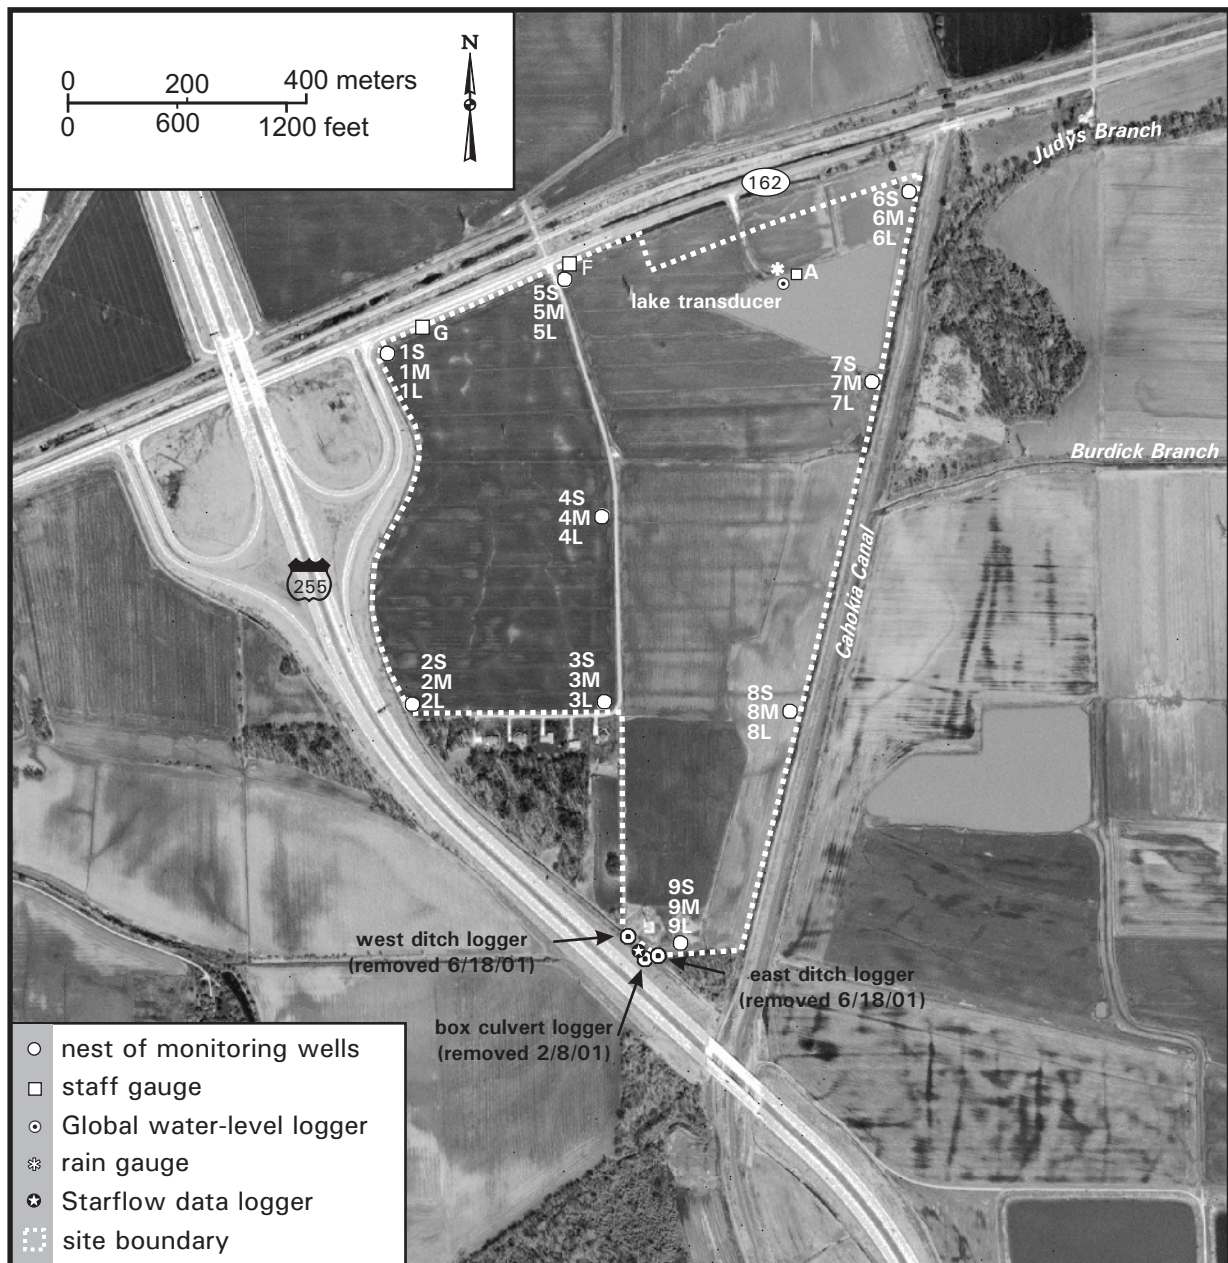 N
0 200 400 meters
0 600 1200 feet
Judys Branch
162
6S
6M
6L
F
A
5S
5M
5L
lake transducer
G
1S
1M
1L
7S
7M
7L
Burdick Branch
4S
4M
4L
255
Cahokia Canal
2S
2M
2L
3S
3M
3L
8S
8M
8L
9S
9M
9L
west ditch logger
(removed 6/18/01)
east ditch logger
(removed 6/18/01)
box culvert logger
(removed 2/8/01)
nest of monitoring wells
staff gauge
Global water-level logger
rain gauge
Starflow data logger
site boundary